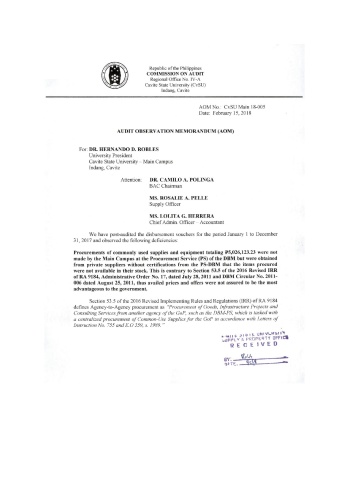 Republic of the Philippines
COMMISSION ON AUDIT
Regional Office No. IV-A
Cavite State University (CvSU)
Indang, Cavite
AOM No.: CvSU Main 18-005
Date: February 15, 2018
AUDIT OBSERVATION MEMORANDUM (AOM)
For: DR. HERNANDO D. ROBLES
University President
Cavite State University – Main Campus
Indang, Cavite
Attention: DR. CAMILO A. POLINGA
BAC Chairman
MS. ROSALIE A. PELLE
Supply Officer
MS. LOLITA G. HERRERA
Chief Admin. Officer - Accountant
We have post-audited the disbursement vouchers for the period January 1 to December
31, 2017 and observed the following deficiencies:
Procurements of commonly used supplies and equipment totaling ₱5,026,123.23 were not
made by the Main Campus at the Procurement Service (PS) of the DBM but were obtained
from private suppliers without certifications from the PS-DBM that the items procured
were not available in their stock. This is contrary to Section 53.5 of the 2016 Revised IRR
of RA 9184, Administrative Order No. 17, dated July 28, 2011 and DBM Circular No. 2011-
006 dated August 25, 2011, thus availed prices and offers were not assured to be the most
advantageous to the government.
Section 53.5 of the 2016 Revised Implementing Rules and Regulations (IRR) of RA 9184
defines Agency-to-Agency procurement as "Procurement of Goods, Infrastructure Projects and
Consulting Services from another agency of the GoP, such as the DBM-PS, which is tasked with
a centralized procurement of Common-Use Supplies for the GoP in accordance with Letters of
Instruction No. 755 and E.O 359, s. 1989."
STATE UNIVERSITY
SUPPLY & PROPERTY OFFICE
RECEIVED
BY:
DATE: